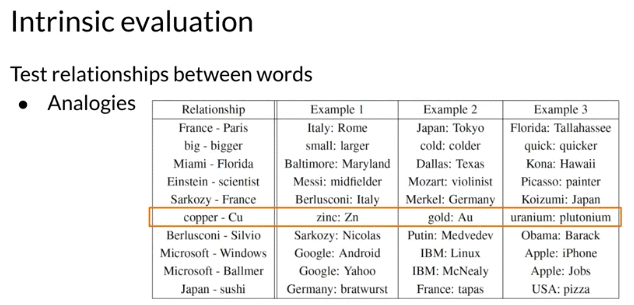 Intrinsic evaluation
Test relationships between words
● Analogies
Relationship Example 1 Example 2 Example 3
France - Paris Italy: Rome Japan: Tokyo Florida: Tallahassee
big - bigger small: larger cold: colder quick: quicker
Miami - Florida Baltimore: Maryland Dallas: Texas Kona: Hawaii
Einstein - scientist Messi: midfielder Mozart: violinist Picasso: painter
Sarkozy - France Berlusconi: Italy Merkel: Germany Koizumi: Japan
copper - Cu zinc: Zn gold: Au uranium: plutonium
Berlusconi - Silvio Sarkozy: Nicolas Putin: Medvedev Obama: Barack
Microsoft - Windows Google: Android IBM: Linux Apple: iPhone
Microsoft - Ballmer Google: Yahoo IBM: McNealy Apple: Jobs
Japan - sushi Germany: bratwurst France: tapas USA: pizza